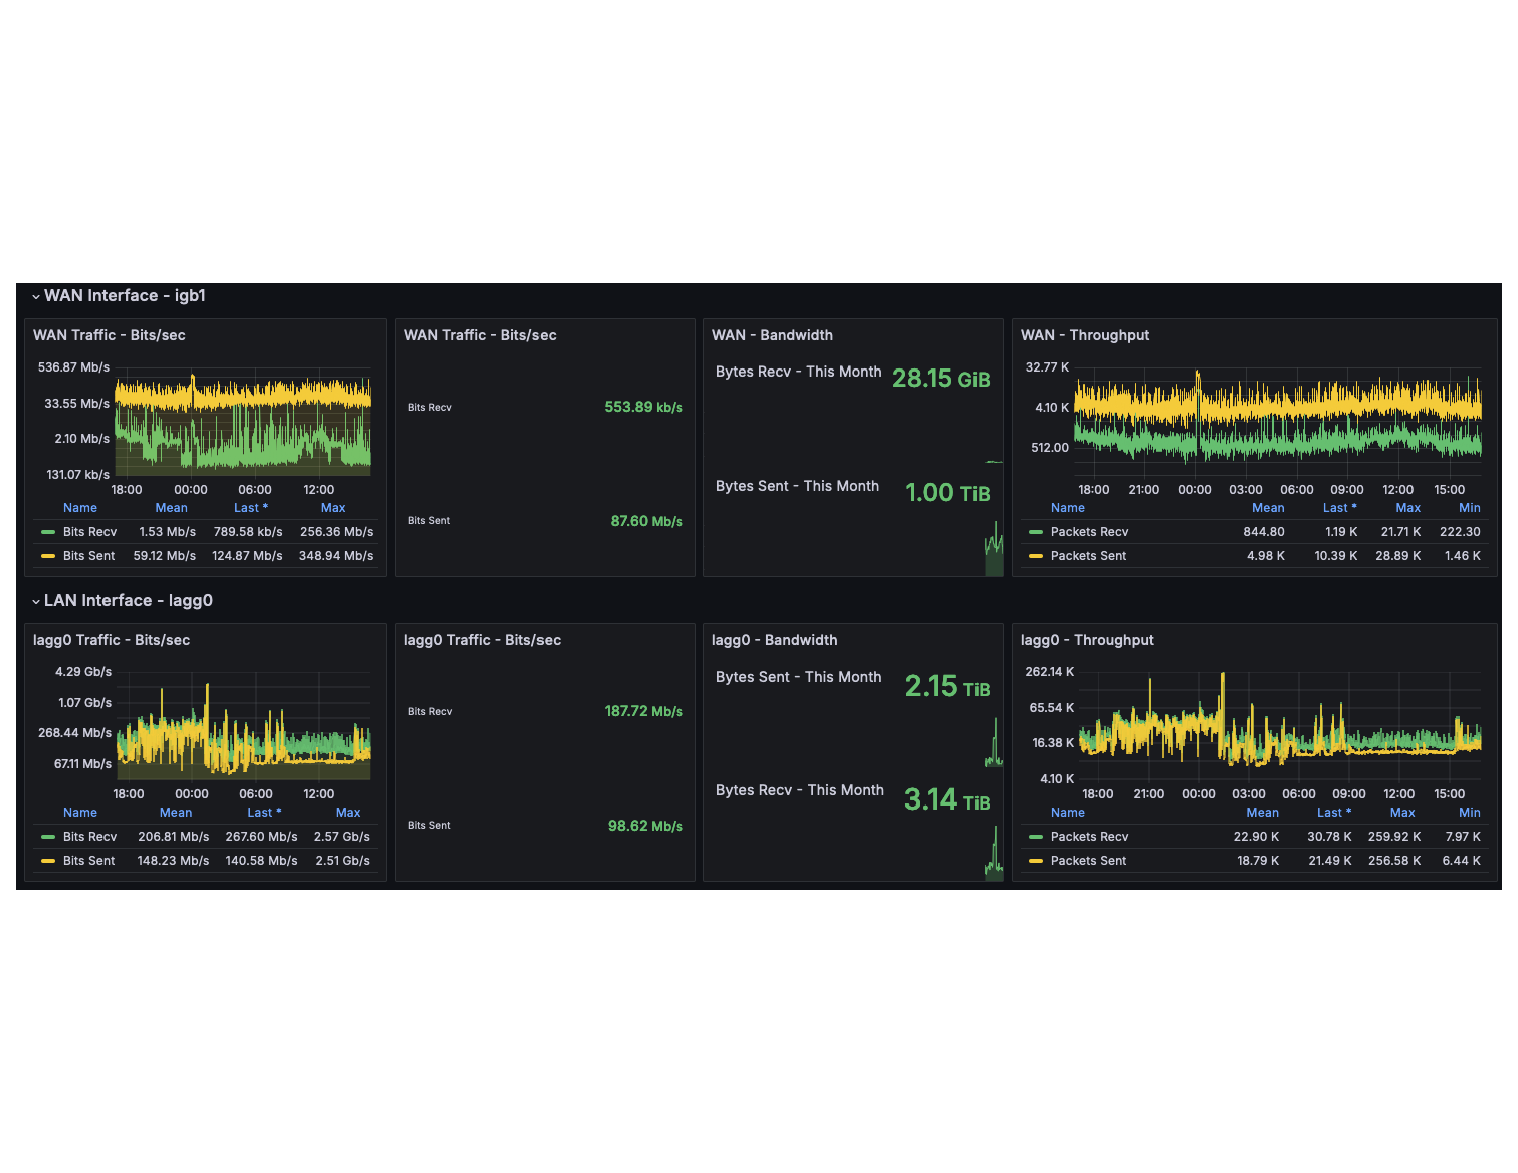 WAN Interface - igb1
WAN Traffic - Bits/sec
536.87 Mb/s
33.55 Mb/s
2.10 Mb/s
131.07 kb/s
18:00 00:00 06:00 12:00
Name Mean Last * Max
Bits Recv 1.53 Mb/s 789.58 kb/s 256.36 Mb/s
Bits Sent 59.12 Mb/s 124.87 Mb/s 348.94 Mb/s
WAN Traffic - Bits/sec
Bits Recv 553.89 kb/s
Bits Sent 87.60 Mb/s
WAN - Bandwidth
Bytes Recv - This Month 28.15 GiB
Bytes Sent - This Month 1.00 TiB
WAN - Throughput
32.77 K
4.10 K
512.00
18:00 21:00 00:00 03:00 06:00 09:00 12:00 15:00
Name Mean Last * Max Min
Packets Recv 844.80 1.19 K 21.71 K 222.30
Packets Sent 4.98 K 10.39 K 28.89 K 1.46 K
LAN Interface - lagg0
lagg0 Traffic - Bits/sec
4.29 Gb/s
1.07 Gb/s
268.44 Mb/s
67.11 Mb/s
18:00 00:00 06:00 12:00
Name Mean Last * Max
Bits Recv 206.81 Mb/s 267.60 Mb/s 2.57 Gb/s
Bits Sent 148.23 Mb/s 140.58 Mb/s 2.51 Gb/s
lagg0 Traffic - Bits/sec
Bits Recv 187.72 Mb/s
Bits Sent 98.62 Mb/s
lagg0 - Bandwidth
Bytes Sent - This Month 2.15 TiB
Bytes Recv - This Month 3.14 TiB
lagg0 - Throughput
262.14 K
65.54 K
16.38 K
4.10 K
18:00 21:00 00:00 03:00 06:00 09:00 12:00 15:00
Name Mean Last * Max Min
Packets Recv 22.90 K 30.78 K 259.92 K 7.97 K
Packets Sent 18.79 K 21.49 K 256.58 K 6.44 K